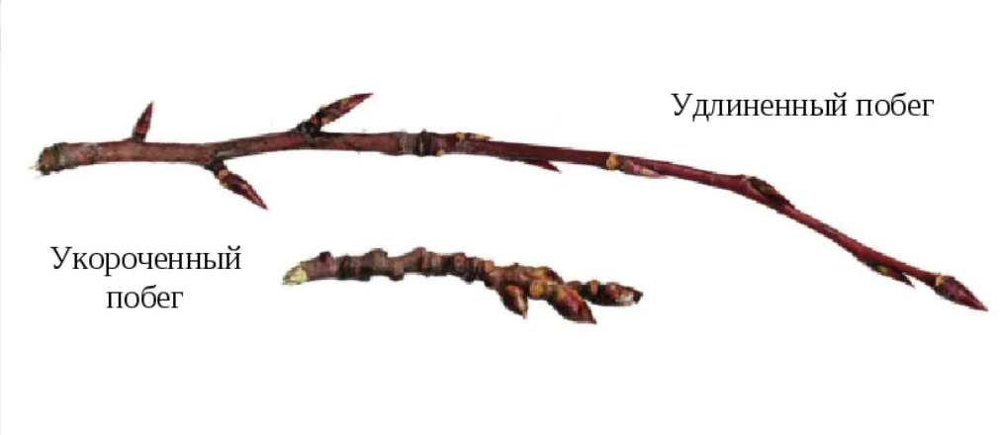 Удлиненный побег
Укороченный
побег